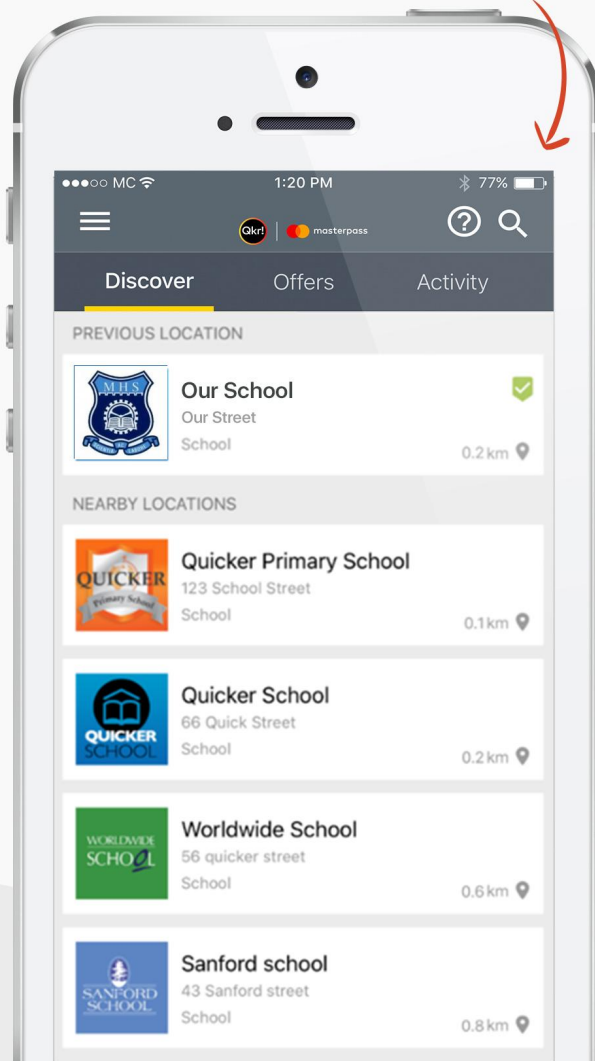 MC 1:20 PM 77%
Qkr! masterpass
Discover Offers Activity
PREVIOUS LOCATION
MHS
Our School
Our Street
School
0.2 km
NEARBY LOCATIONS
QUICKER
Primary School
Quicker Primary School
123 School Street
School
0.1 km
QUICKER
SCHOOL
Quicker School
66 Quick Street
School
0.2 km
WORLDWIDE
SCHOOL
Worldwide School
56 quicker street
School
0.6 km
SANFORD
SCHOOL
Sanford school
43 Sanford street
School
0.8 km